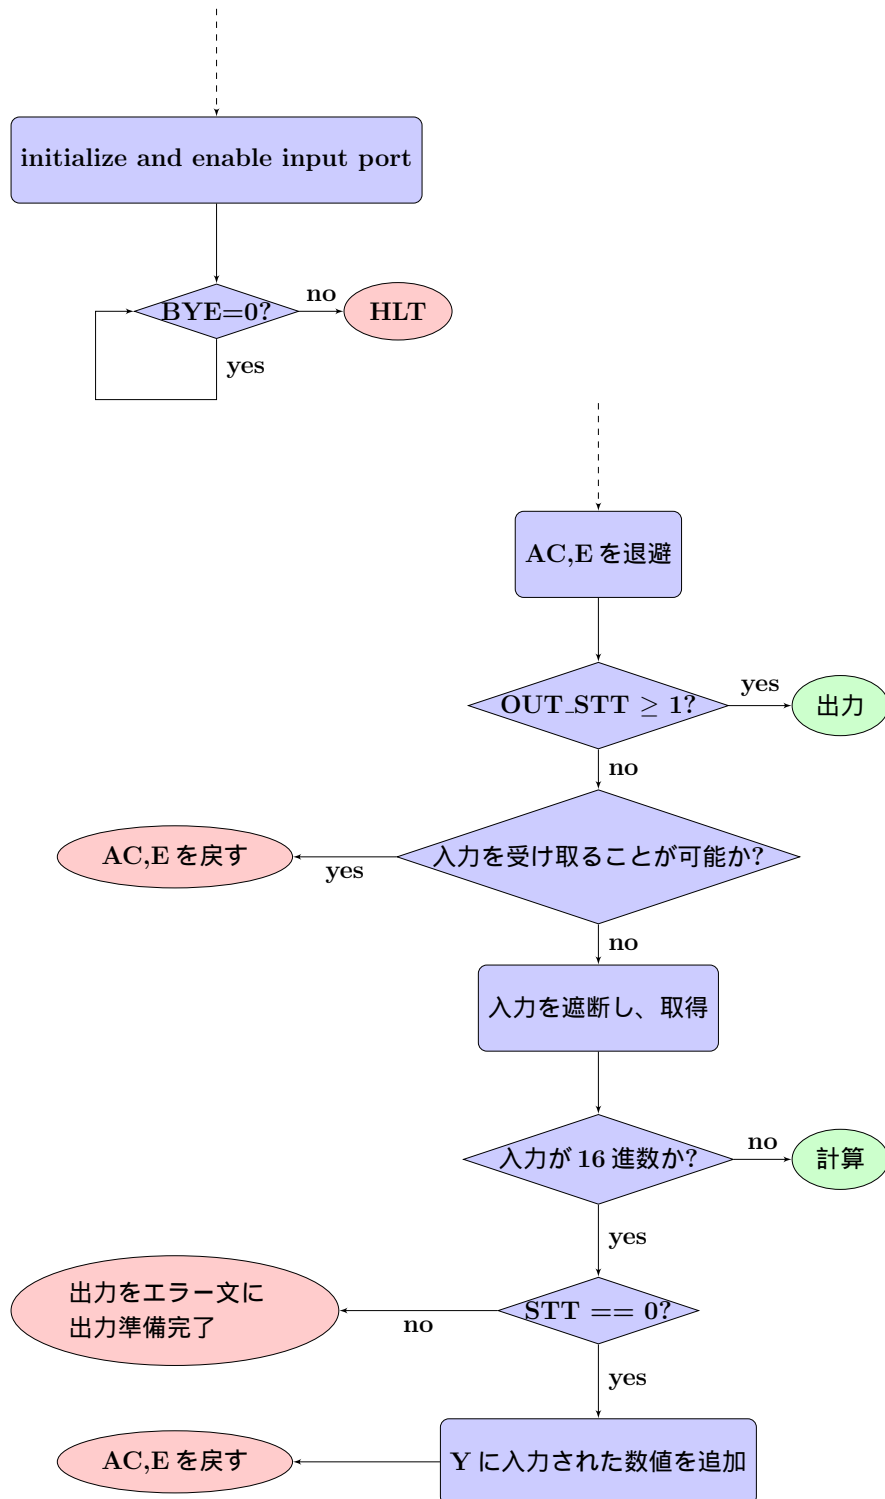 initialize and enable input port
BYE=0?
no
HLT
yes
AC,E を退避
OUT_STT ≥ 1?
yes
出力
no
AC,E を戻す
yes
入力を受け取ることが可能か?
no
入力を遮断し、取得
入力が 16 進数か?
no
計算
yes
出力をエラー文に
出力準備完了
no
STT == 0?
yes
AC,E を戻す
Y に入力された数値を追加